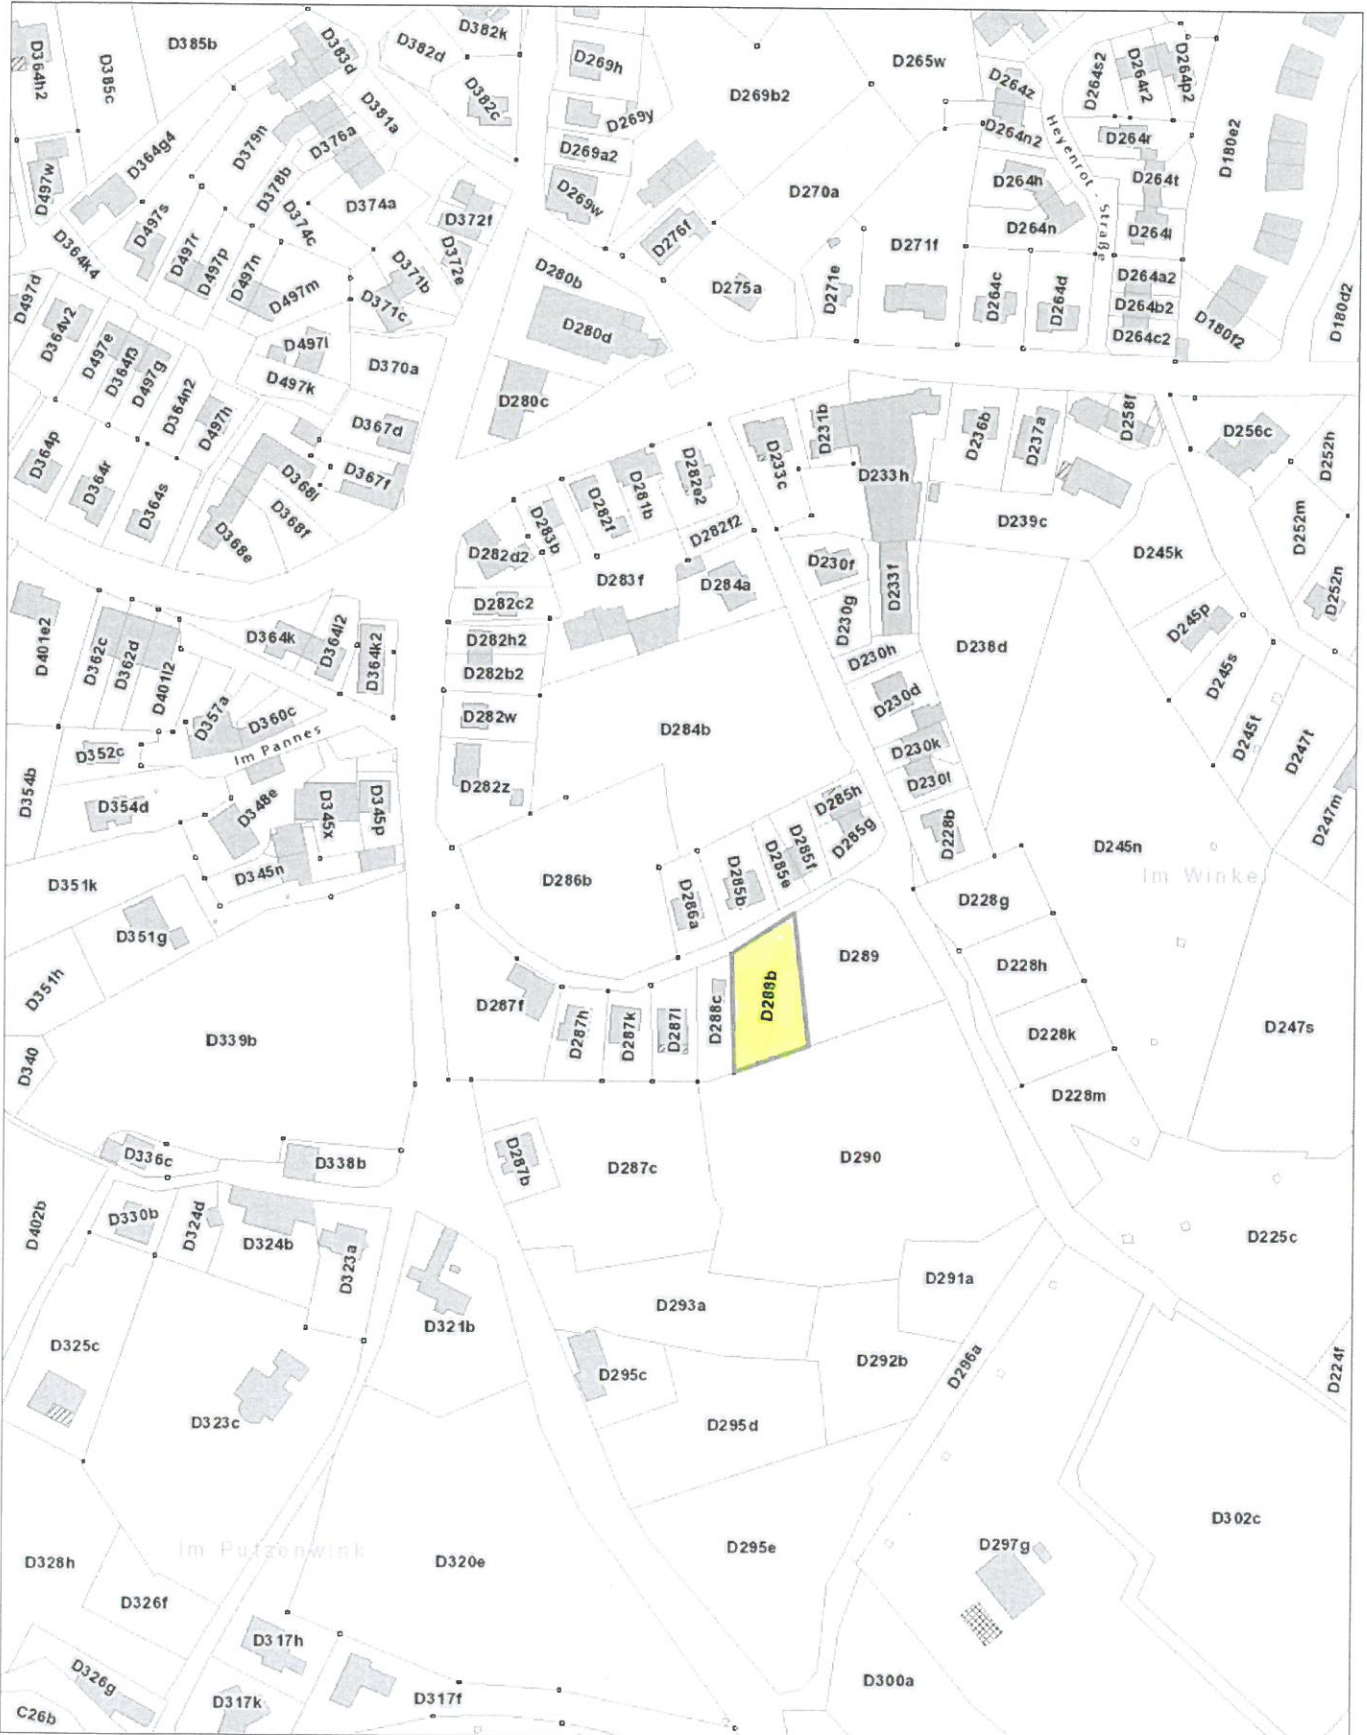 D364h2
D385c
D385b
D383d
D382d
D382k
D382c
D381a
D376a
D379n
D378b
D374c
D374a
D364g4
D497w
D497s
D497r
D497p
D497n
D497m
D364k4
D372f
D372e
D371b
D371c
D269h
D269y
D269a2
D269w
D269b2
D265w
D264z
D264n2
D264s2
D264r2
D264p2
D264r
D264t
D264h
D264n
D264l
Heyenrot - Straße
D180e2
D270a
D271f
D276f
D275a
D271e
D264c
D264d
D264a2
D264b2
D264c2
D180f2
D180d2
D280b
D280d
D280c
D497d
D364v2
D497e
D364f3
D497g
D364n2
D497h
D497l
D497k
D370a
D367d
D367f
D368l
D368f
D368e
D364p
D364r
D364s
D233c
D231b
D233h
D236b
D237a
D258f
D256c
D252h
D252m
D252n
D239c
D245k
D282e2
D281b
D282f
D283b
D282d2
D282f2
D283f
D284a
D230f
D230g
D233f
D238d
D245p
D245s
D245t
D247t
D247m
D282c2
D282h2
D282b2
D282w
D282z
D284b
D230h
D230d
D230k
D230l
D228b
D401e2
D362c
D362d
D401l2
D364k
D364l2
D364k2
D357a
D360c
Im Pannes
D352c
D354b
D354d
D348e
D345x
D345p
D345n
D351k
D351g
D351h
D340
D339b
D286b
D286a
D285b
D285e
D285f
D285h
D285g
D245n
Im Winkel
D228g
D228h
D228k
D228m
D247s
D289
D288b
D288c
D287l
D287k
D287h
D287f
D287b
D287c
D290
D225c
D336c
D338b
D402b
D330b
D324d
D324b
D323a
D321b
D325c
D323c
D293a
D291a
D292b
D296a
D295c
D295d
D295e
D224f
D302c
D297g
D300a
Im Putzenwink
D328h
D326f
D320e
D326g
C26b
D317h
D317k
D317f